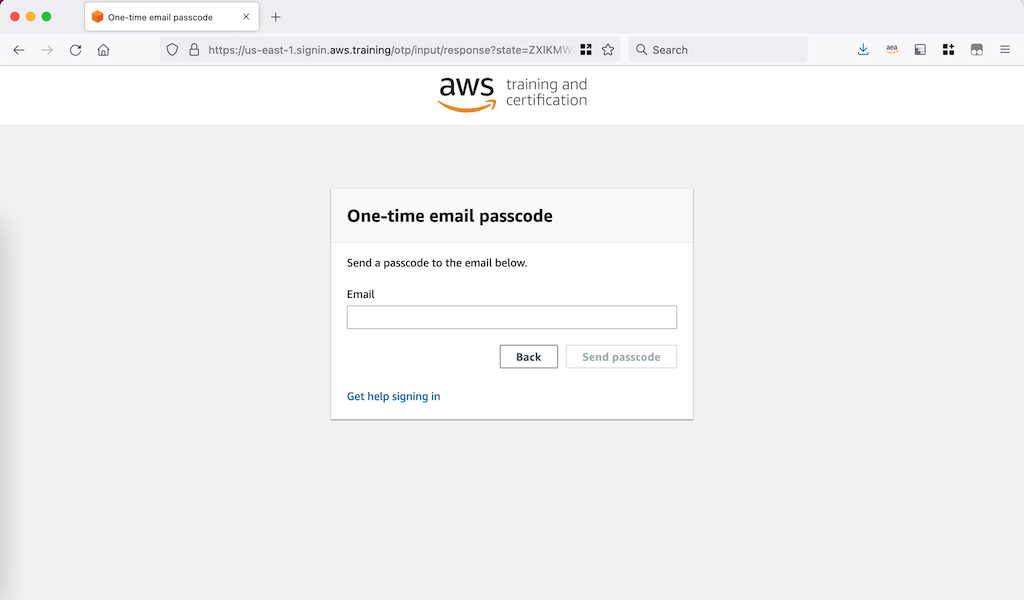 One-time email passcode
https://us-east-1.signin.aws.training/otp/input/response?state=ZXIKMW
Search
aea
aws training and
certification
One-time email passcode
Send a passcode to the email below.
Email
Back Send passcode
Get help signing in